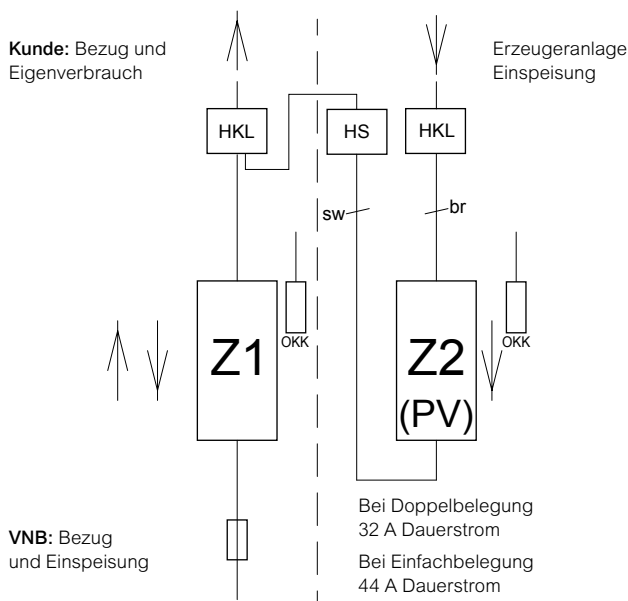 Kunde: Bezug und
Eigenverbrauch
Erzeugeranlage
Einspeisung
HKL
HS
HKL
sw
br
Z1
OKK
Z2
(PV)
OKK
VNB: Bezug
und Einspeisung
Bei Doppelbelegung
32 A Dauerstrom
Bei Einfachbelegung
44 A Dauerstrom